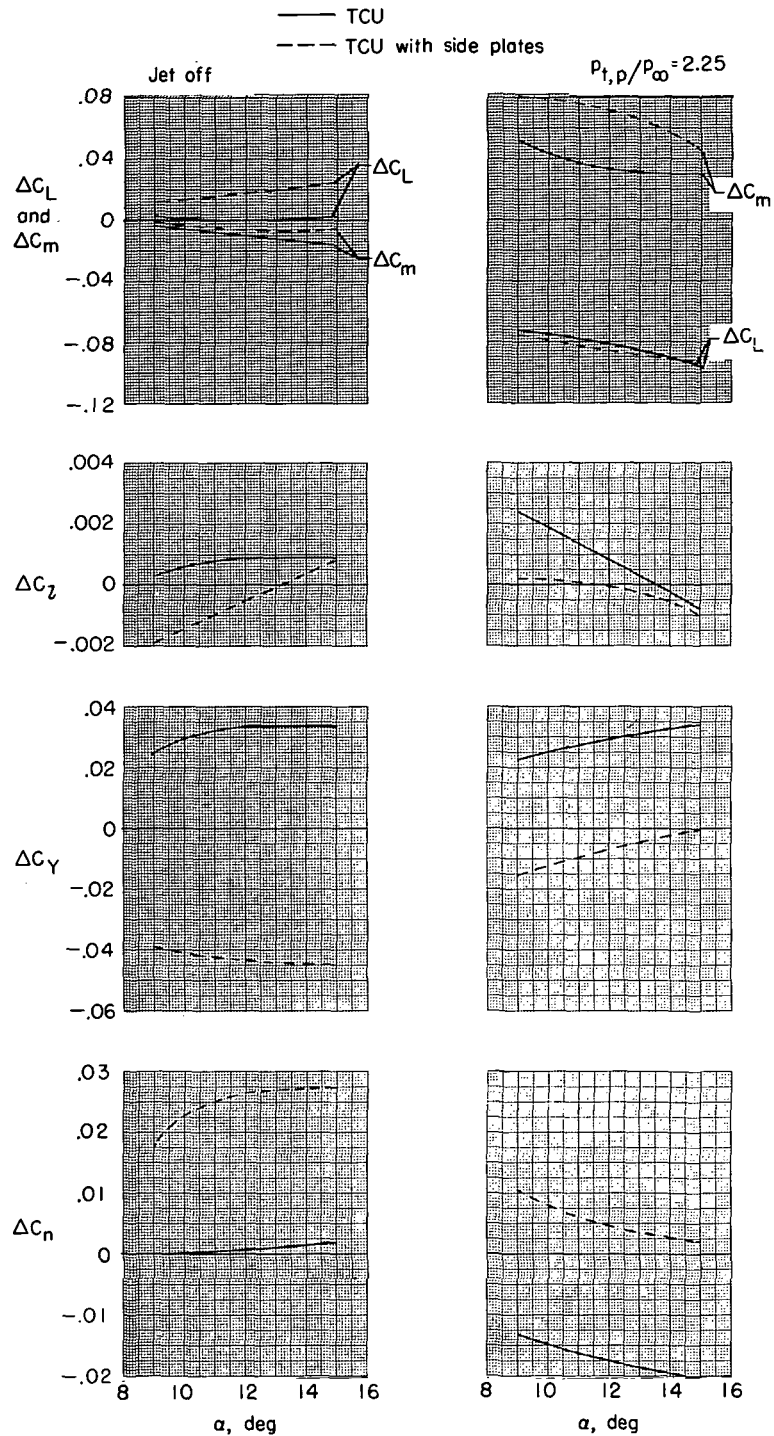 TCU
TCU with side plates
Jet off
p_t,p/p_∞ = 2.25
.08
.04
0
-.04
-.08
-.12
ΔC_L
and
ΔC_m
ΔC_L
ΔC_m
ΔC_m
ΔC_L
.004
.002
0
-.002
ΔC_l
.04
.02
0
-.02
-.04
-.06
ΔC_Y
.03
.02
.01
0
-.01
-.02
ΔC_n
8 10 12 14 16
α, deg
8 10 12 14 16
α, deg